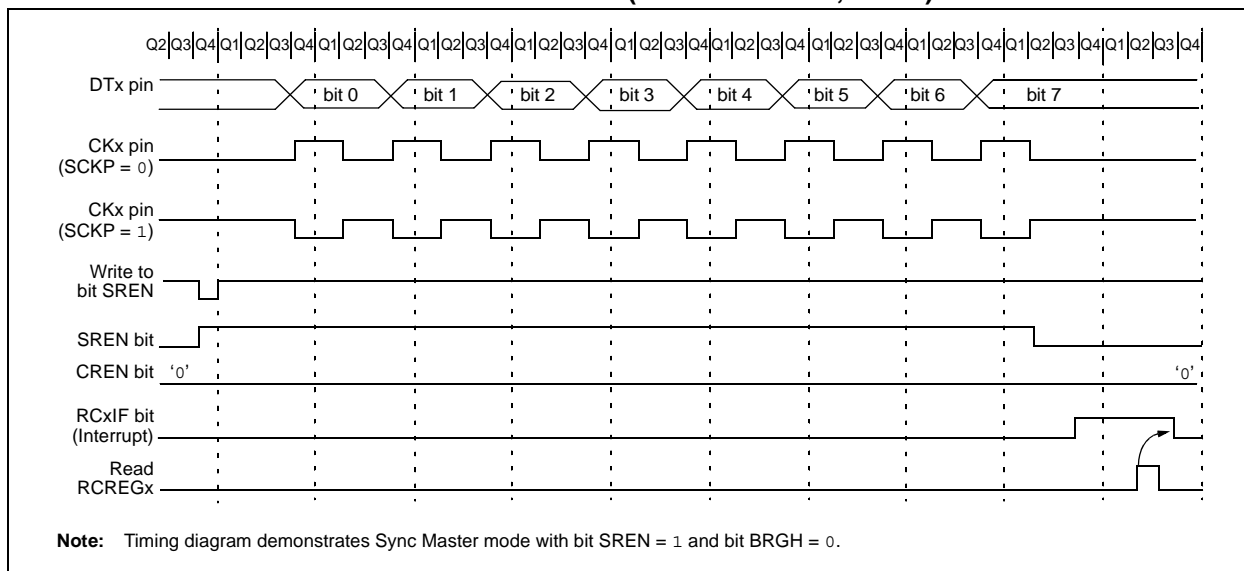 Q2 Q3 Q4 Q1 Q2 Q3 Q4 Q1 Q2 Q3 Q4 Q1 Q2 Q3 Q4 Q1 Q2 Q3 Q4 Q1 Q2 Q3 Q4 Q1 Q2 Q3 Q4 Q1 Q2 Q3 Q4 Q1 Q2 Q3 Q4 Q1 Q2 Q3 Q4 Q1 Q2 Q3 Q4
DTx pin
bit 0 bit 1 bit 2 bit 3 bit 4 bit 5 bit 6 bit 7
CKx pin
(SCKP = 0)
CKx pin
(SCKP = 1)
Write to
bit SREN
SREN bit
CREN bit ‘0’ ‘0’
RCxIF bit
(Interrupt)
Read
RCREGx
Note: Timing diagram demonstrates Sync Master mode with bit SREN = 1 and bit BRGH = 0.